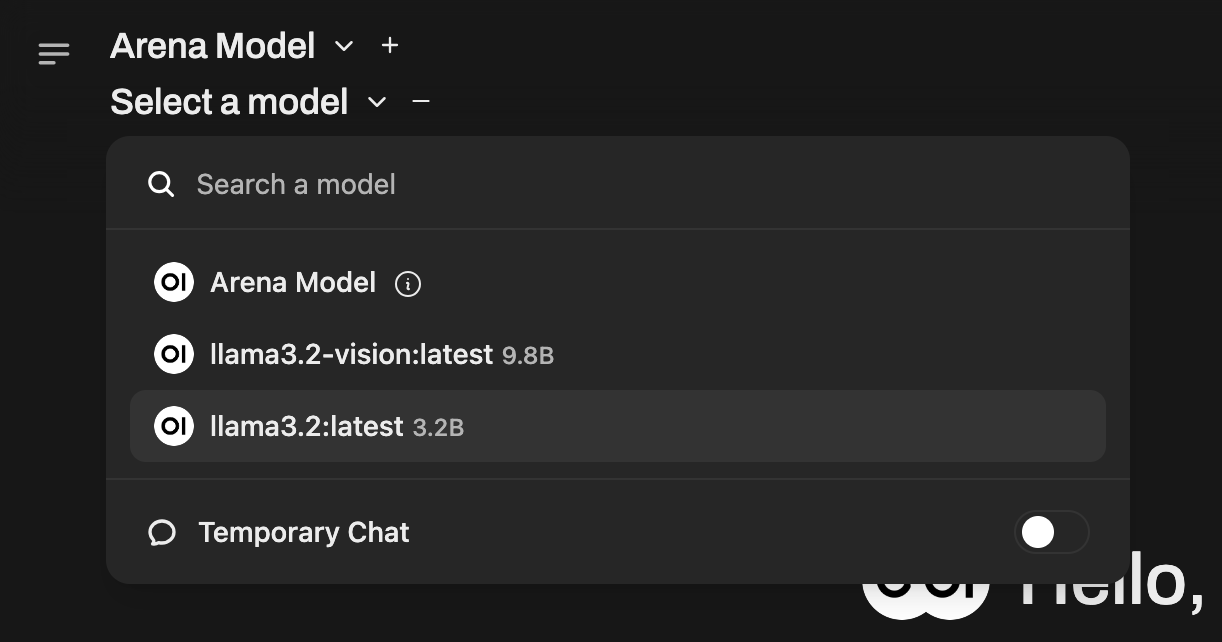 Arena Model
Select a model
Search a model
OI Arena Model
OI llama3.2-vision:latest 9.8B
OI llama3.2:latest 3.2B
Temporary Chat
OI Hello,